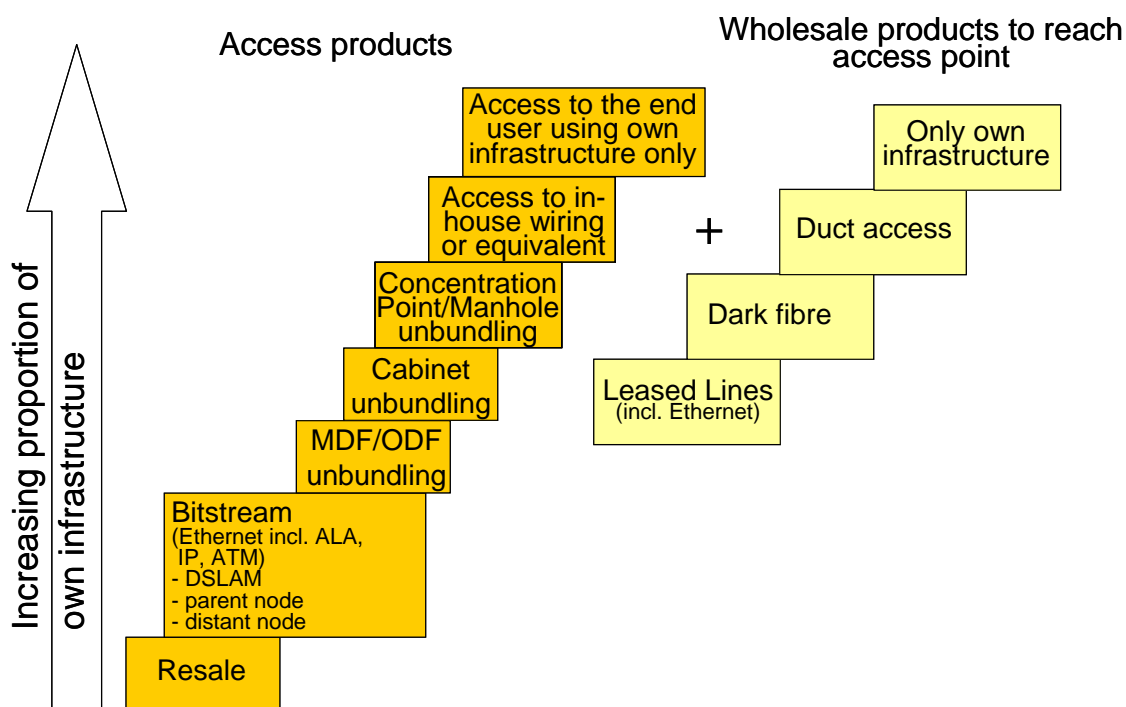 Access products
Wholesale products to reach
access point
Increasing proportion of
own infrastructure
Access to the end
user using own
infrastructure only
Access to in-
house wiring
or equivalent
Concentration
Point/Manhole
unbundling
Cabinet
unbundling
MDF/ODF
unbundling
Bitstream
(Ethernet incl. ALA,
IP, ATM)
- DSLAM
- parent node
- distant node
Resale
+
Only own
infrastructure
Duct access
Dark fibre
Leased Lines
(incl. Ethernet)